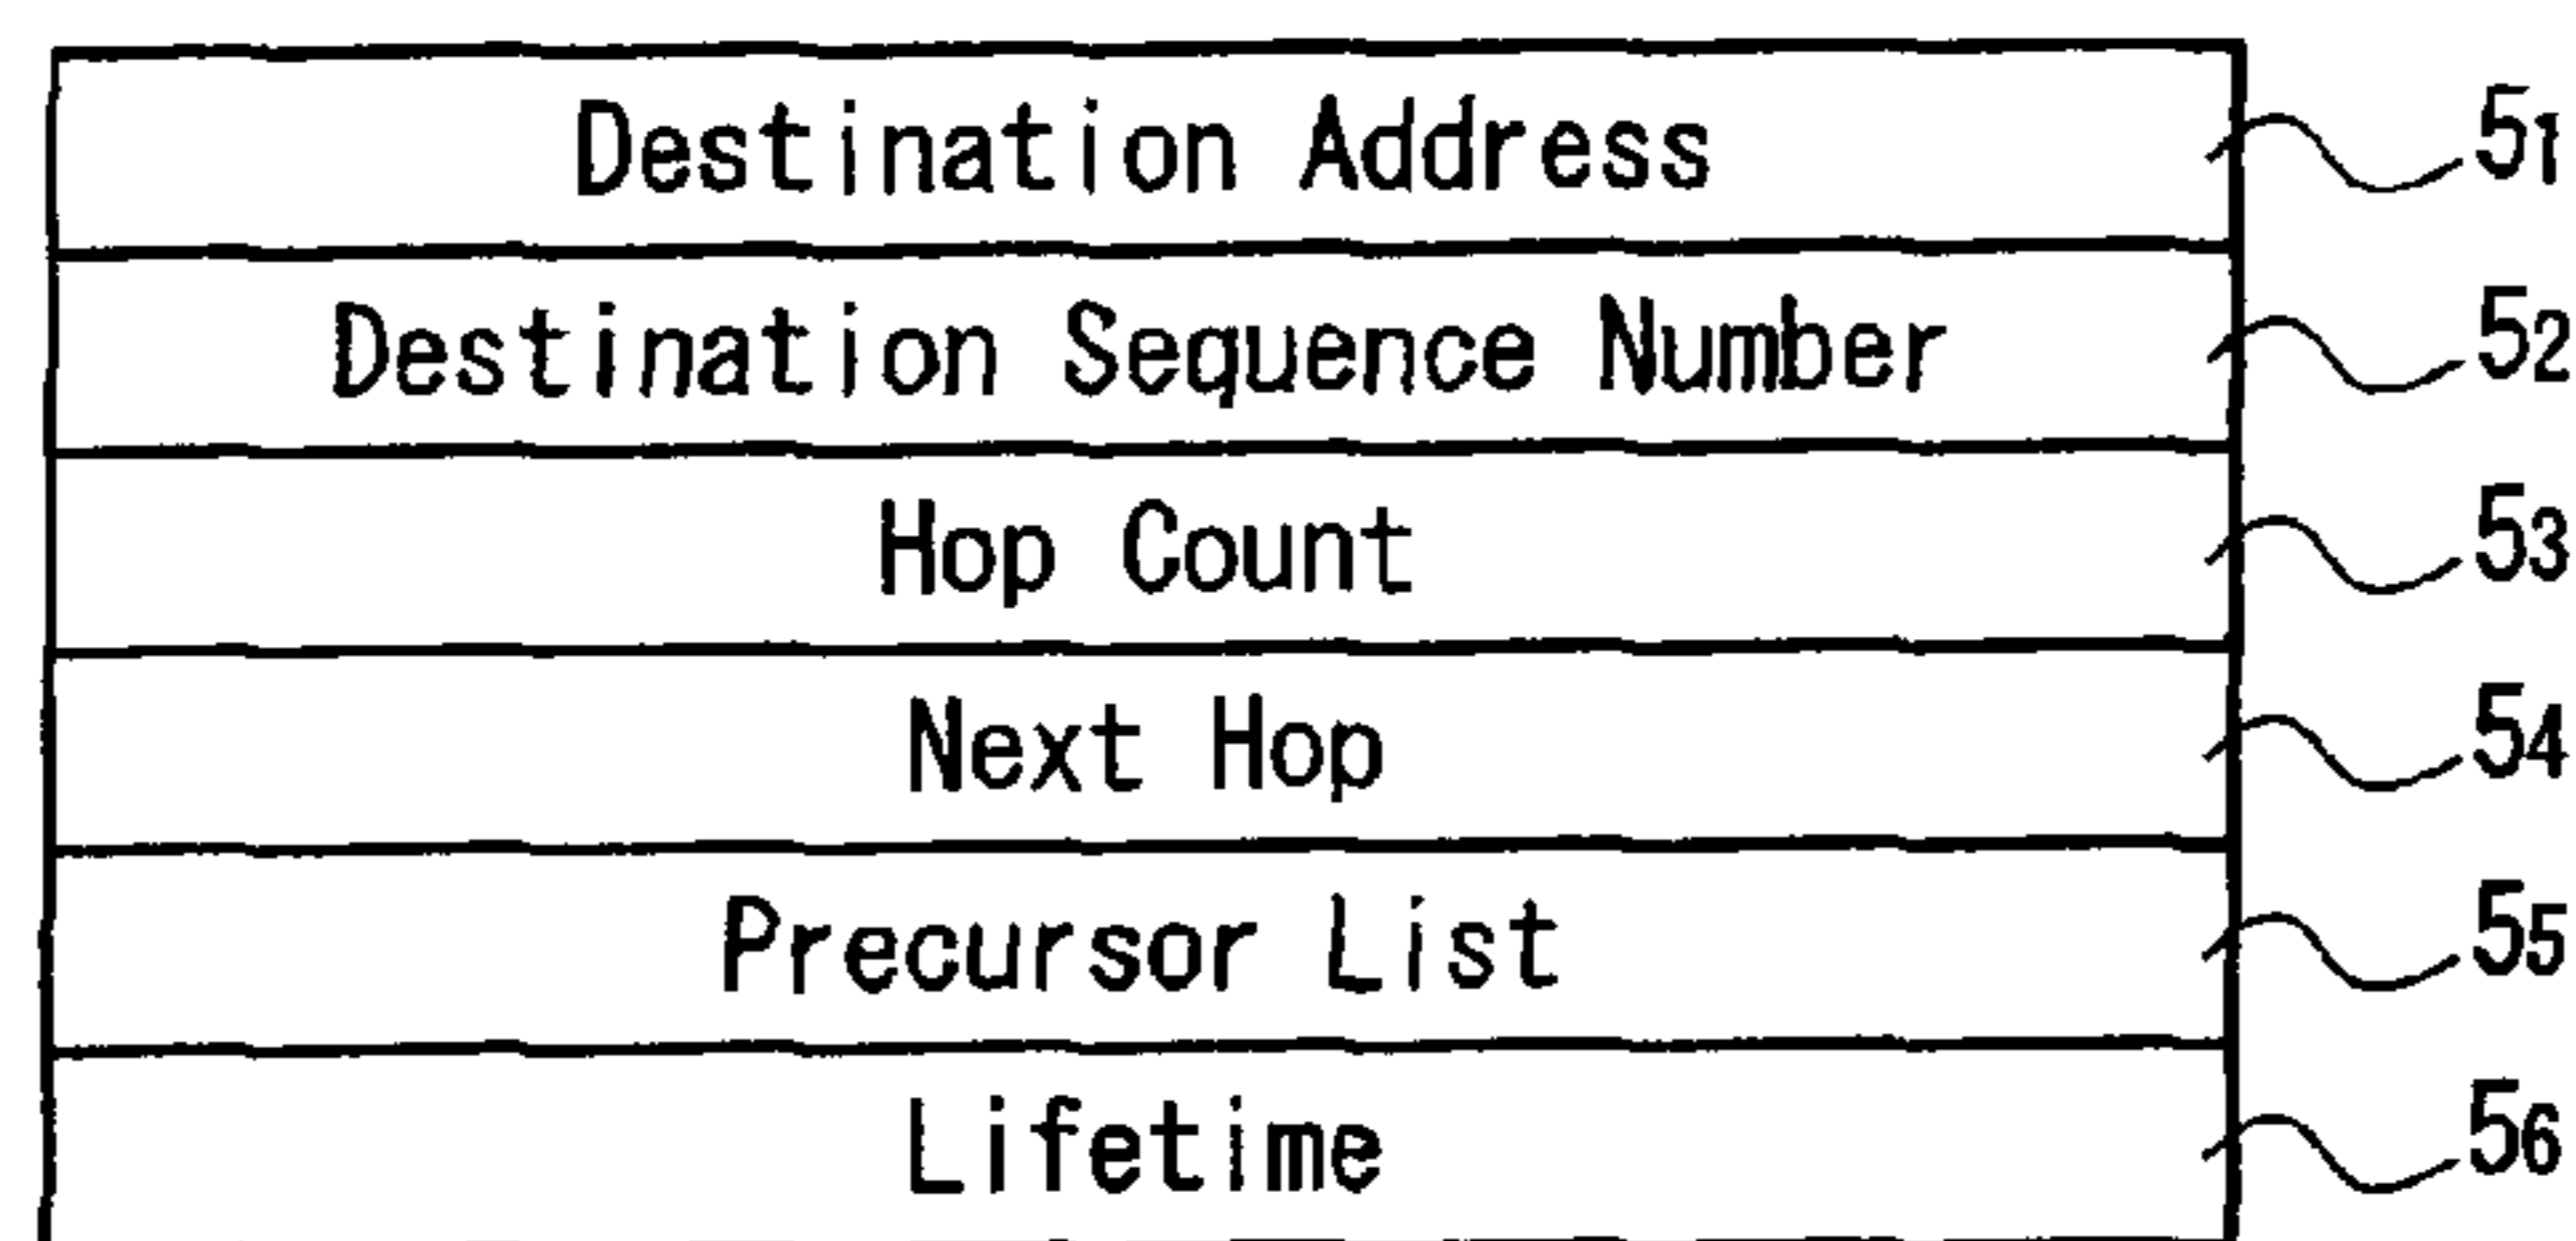 Destination Address 51
Destination Sequence Number 52
Hop Count 53
Next Hop 54
Precursor List 55
Lifetime 56